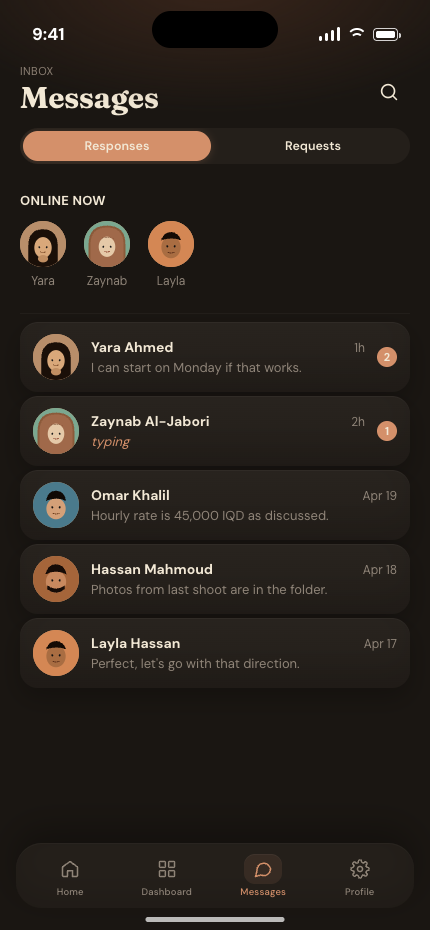 9:41
INBOX
Messages
Responses
Requests
ONLINE NOW
Yara
Zaynab
Layla
Yara Ahmed
1h
I can start on Monday if that works.
2
Zaynab Al-Jabori
2h
typing
1
Omar Khalil
Apr 19
Hourly rate is 45,000 IQD as discussed.
Hassan Mahmoud
Apr 18
Photos from last shoot are in the folder.
Layla Hassan
Apr 17
Perfect, let's go with that direction.
Home
Dashboard
Messages
Profile